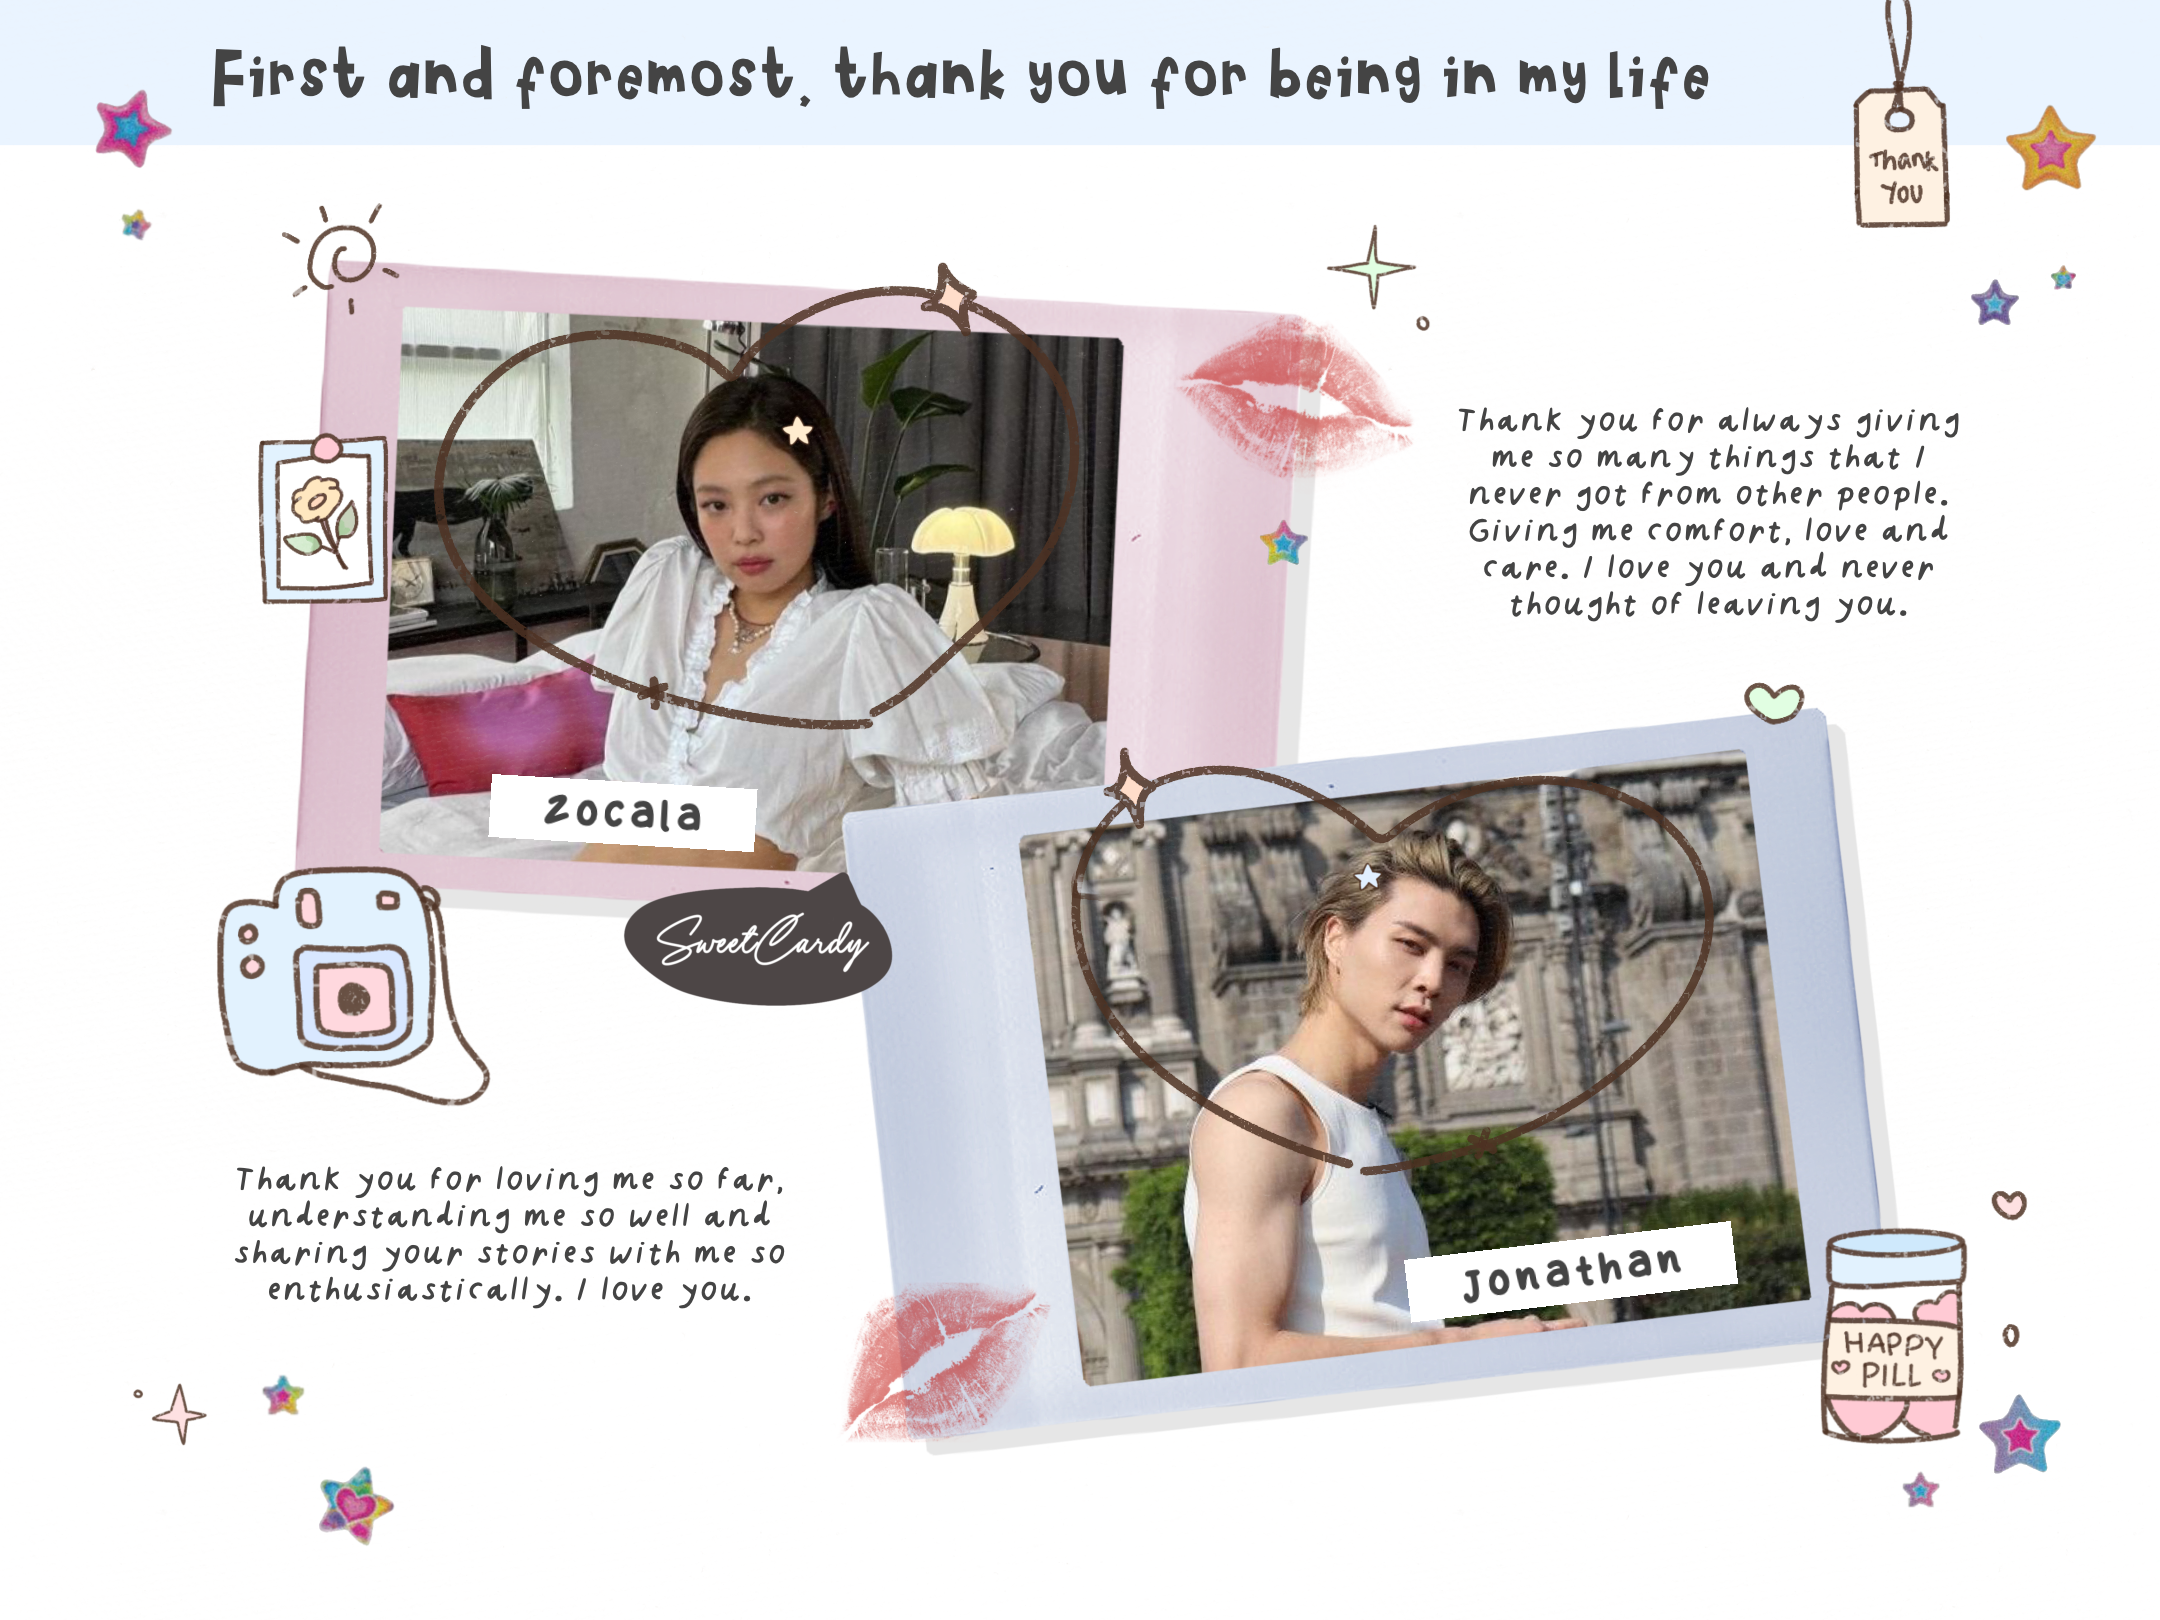 First and foremost, thank you for being in my life
Thank
You
Thank you for always giving
me so many things that I
never got from other people.
Giving me comfort, love and
care. I love you and never
thought of leaving you.
Zocala
SweetCardy
Jonathan
Thank you for loving me so far,
understanding me so well and
sharing your stories with me so
enthusiastically. I love you.
HAPPY
PILL